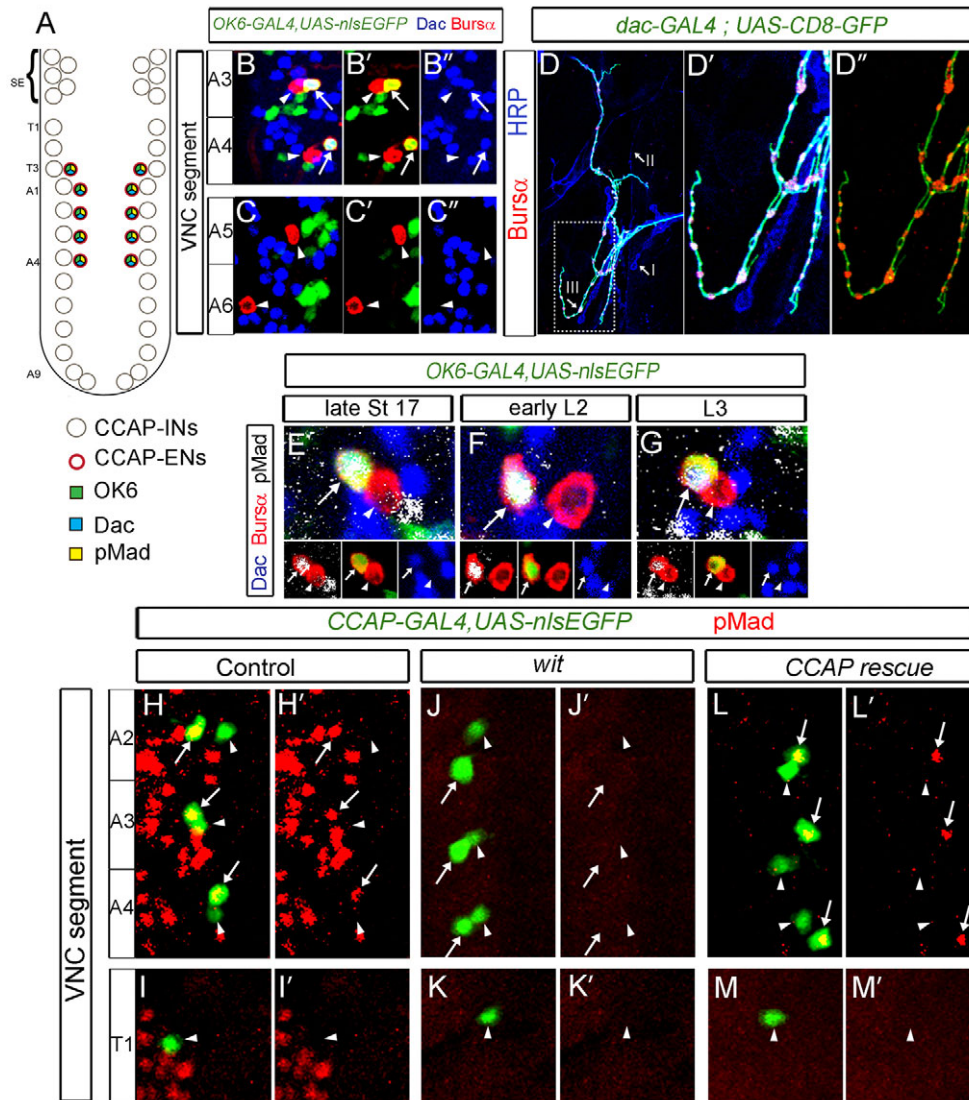 A
SE
T1
T3
A1
A4
A9
CCAP-INs
CCAP-ENs
OK6
Dac
pMad
OK6-GAL4,UAS-nlsEGFP Dac Bursα
VNC segment
A3
A4
B B′ B″
A5
A6
C C′ C″
dac-GAL4 ; UAS-CD8-GFP
Bursα HRP
D D′ D″
II
I
III
OK6-GAL4,UAS-nlsEGFP
late St 17 early L2 L3
Dac Bursα pMad
E F G
CCAP-GAL4,UAS-nlsEGFP pMad
Control wit CCAP rescue
VNC segment
A2
A3
A4
T1
H H′ J J′ L L′
I I′ K K′ M M′